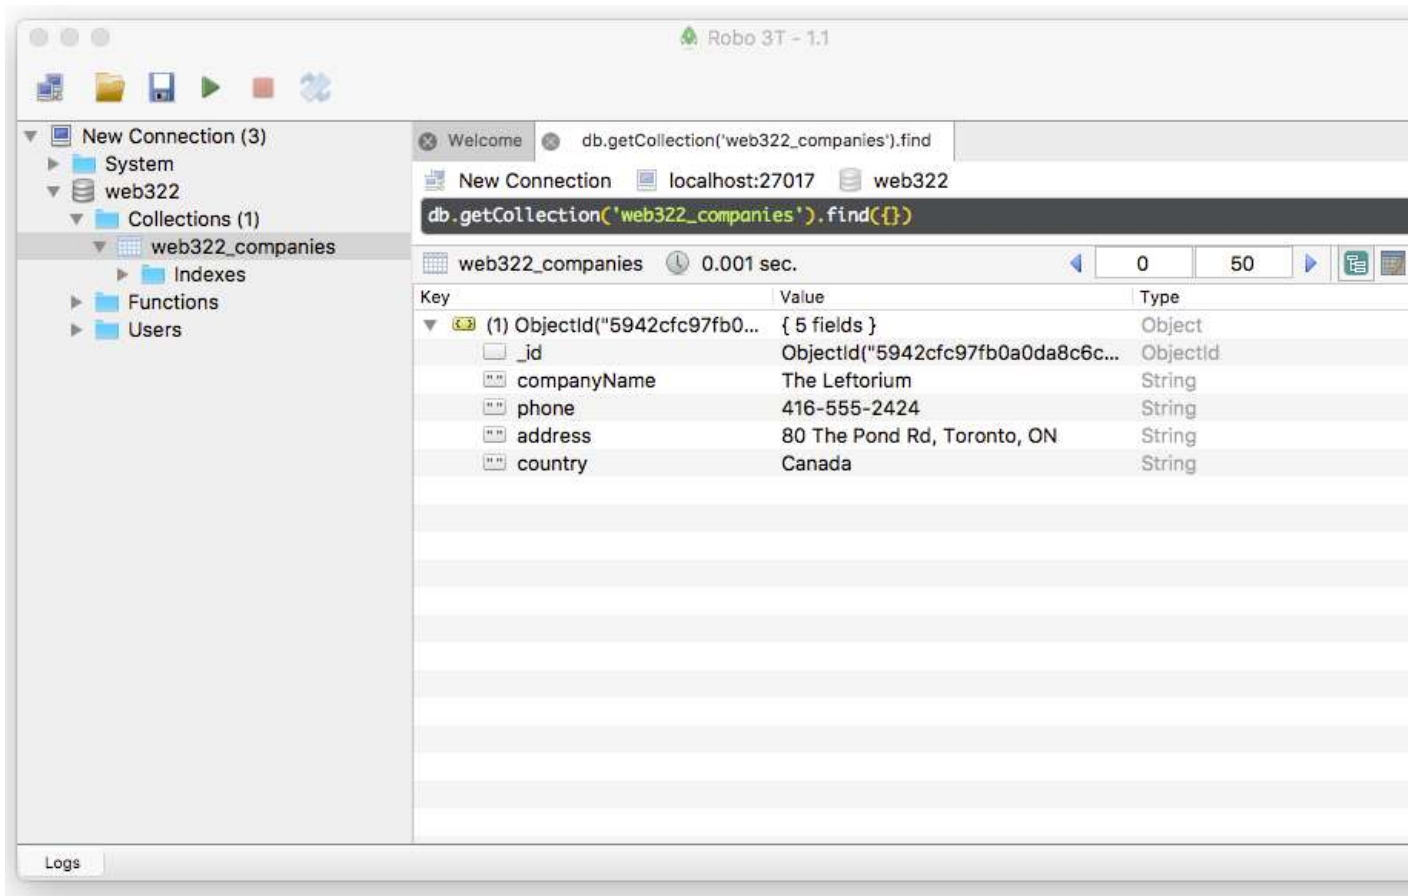 Robo 3T - 1.1
New Connection (3)
System
web322
Collections (1)
web322_companies
Indexes
Functions
Users
Welcome db.getCollection('web322_companies').find
New Connection localhost:27017 web322
db.getCollection('web322_companies').find({})
web322_companies 0.001 sec. 0 50
Key Value Type
(1) ObjectId("5942cfc97fb0... { 5 fields } Object
_id ObjectId("5942cfc97fb0a0da8c6c... ObjectId
companyName The Leftorium String
phone 416-555-2424 String
address 80 The Pond Rd, Toronto, ON String
country Canada String
Logs